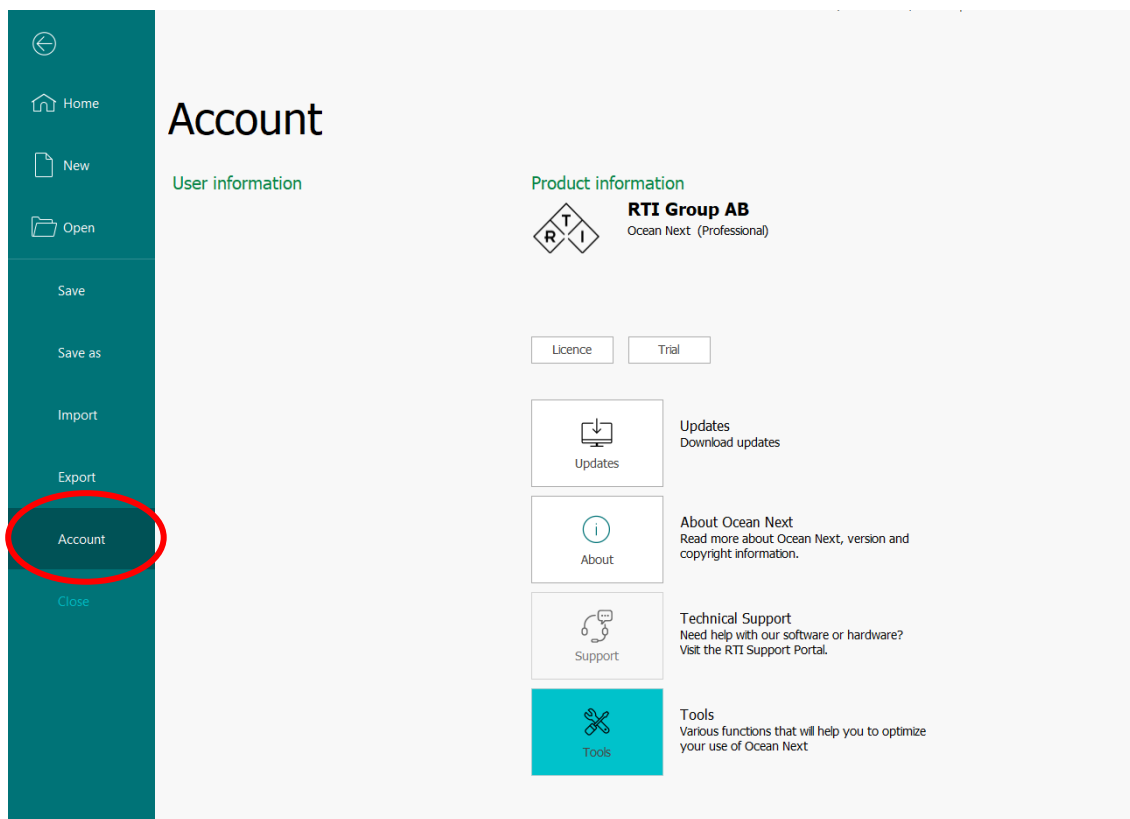 Home
New
Open
Save
Save as
Import
Export
Account
Close
Account
User information
Product information
R T I
RTI Group AB
Ocean Next (Professional)
Licence
Trial
Updates
Updates
Download updates
About
About Ocean Next
Read more about Ocean Next, version and
copyright information.
Support
Technical Support
Need help with our software or hardware?
Visit the RTI Support Portal.
Tools
Tools
Various functions that will help you to optimize
your use of Ocean Next